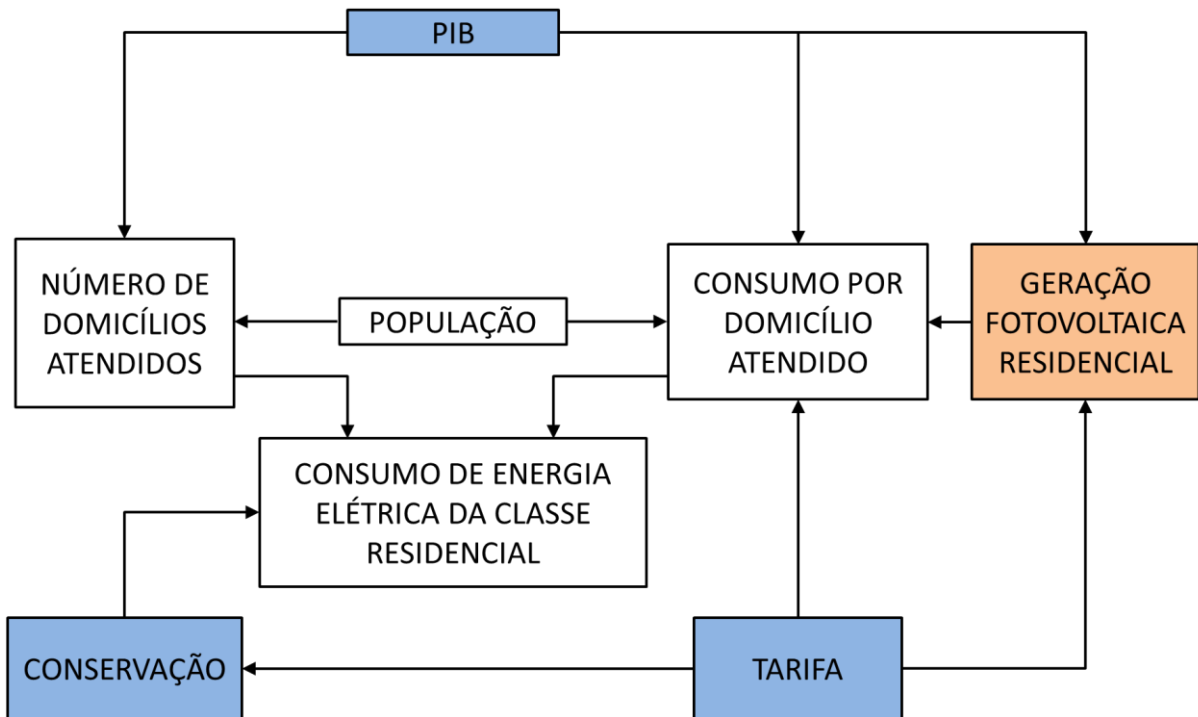 PIB
NÚMERO DE
DOMICÍLIOS
ATENDIDOS
POPULAÇÃO
CONSUMO POR
DOMICÍLIO
ATENDIDO
GERAÇÃO
FOTOVOLTAICA
RESIDENCIAL
CONSUMO DE ENERGIA
ELÉTRICA DA CLASSE
RESIDENCIAL
CONSERVAÇÃO
TARIFA